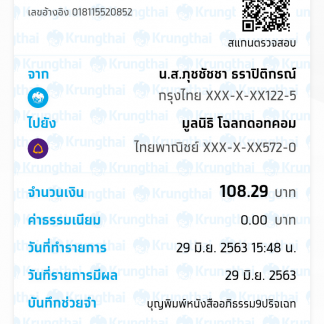 เลขอ้างอิง 018115520852
สแกนตรวจสอบ
จาก น.ส.ภุชชัชชา ธราปิติกรณ์
กรุงไทย XXX-X-XX122-5
ไปยัง มูลนิธิ โฉลกดอทคอม
ไทยพาณิชย์ XXX-X-XX572-0
จำนวนเงิน 108.29 บาท
ค่าธรรมเนียม 0.00 บาท
วันที่ทำรายการ 29 มิ.ย. 2563 15:48 น.
วันที่รายการมีผล 29 มิ.ย. 2563
บันทึกช่วยจำ บุญพิมพ์หนังสืออภิธรรม9ปริจเฉท